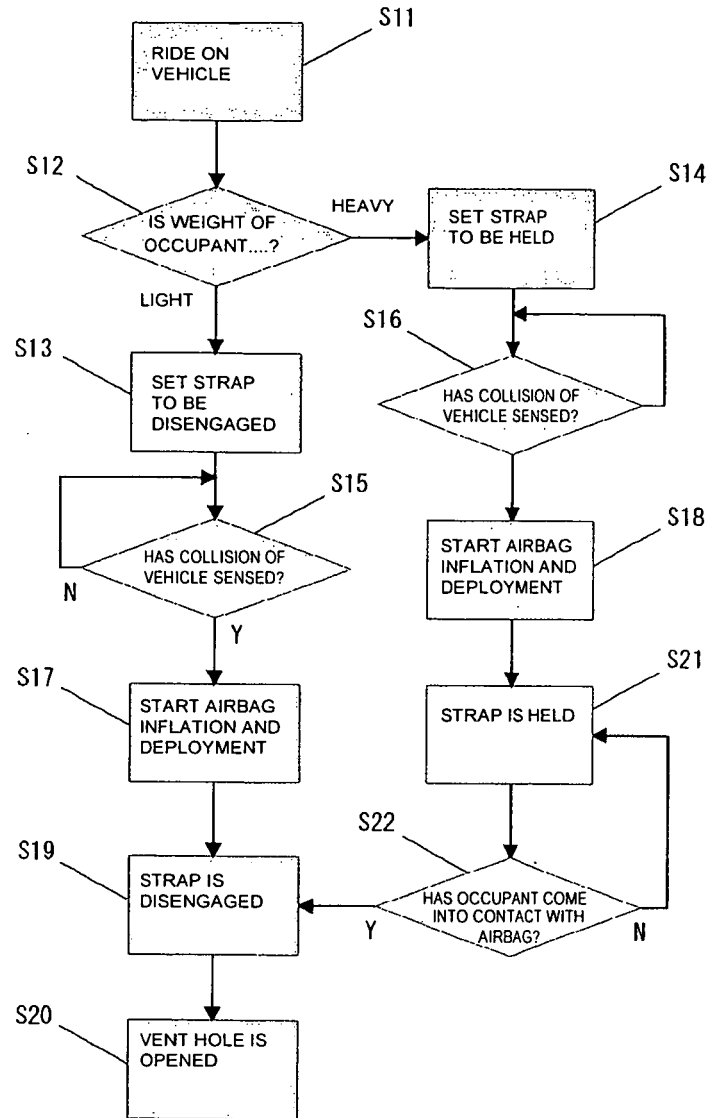 S11
RIDE ON
VEHICLE
S12
IS WEIGHT OF
OCCUPANT....?
HEAVY
LIGHT
S14
SET STRAP
TO BE HELD
S13
SET STRAP
TO BE
DISENGAGED
S16
HAS COLLISION OF
VEHICLE SENSED?
S15
HAS COLLISION OF
VEHICLE SENSED?
N
Y
S18
START AIRBAG
INFLATION AND
DEPLOYMENT
S17
START AIRBAG
INFLATION AND
DEPLOYMENT
S21
STRAP IS HELD
S22
HAS OCCUPANT COME
INTO CONTACT WITH
AIRBAG?
Y
N
S19
STRAP IS
DISENGAGED
S20
VENT HOLE IS
OPENED